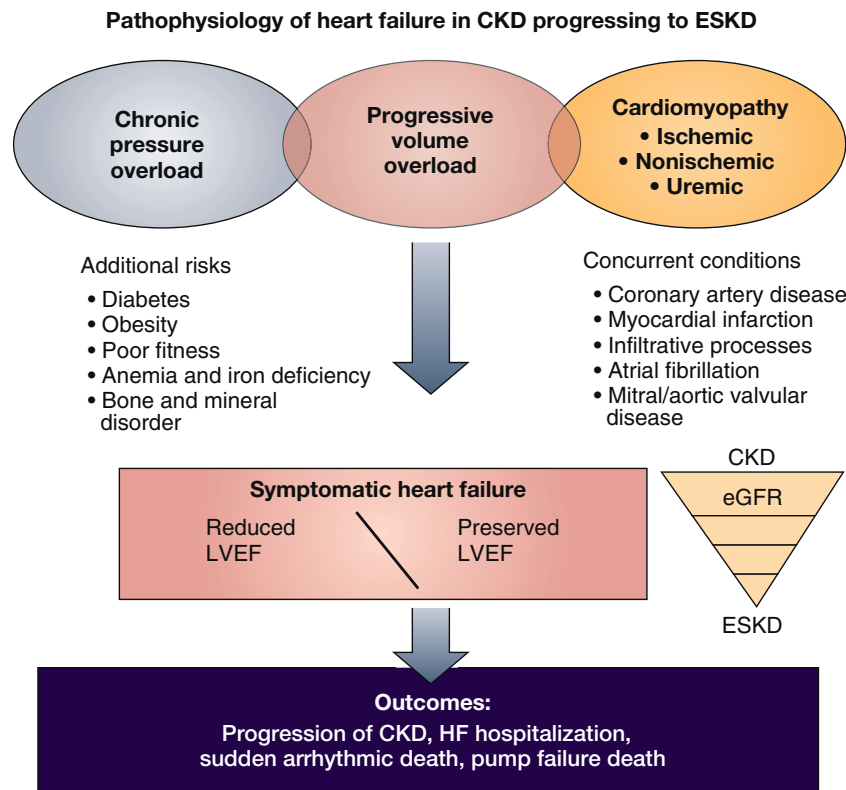 Pathophysiology of heart failure in CKD progressing to ESKD
Chronic
pressure
overload
Progressive
volume
overload
Cardiomyopathy
• Ischemic
• Nonischemic
• Uremic
Additional risks
• Diabetes
• Obesity
• Poor fitness
• Anemia and iron deficiency
• Bone and mineral
disorder
Concurrent conditions
• Coronary artery disease
• Myocardial infarction
• Infiltrative processes
• Atrial fibrillation
• Mitral/aortic valvular
disease
Symptomatic heart failure
Reduced
LVEF
Preserved
LVEF
CKD
eGFR
ESKD
Outcomes:
Progression of CKD, HF hospitalization,
sudden arrhythmic death, pump failure death